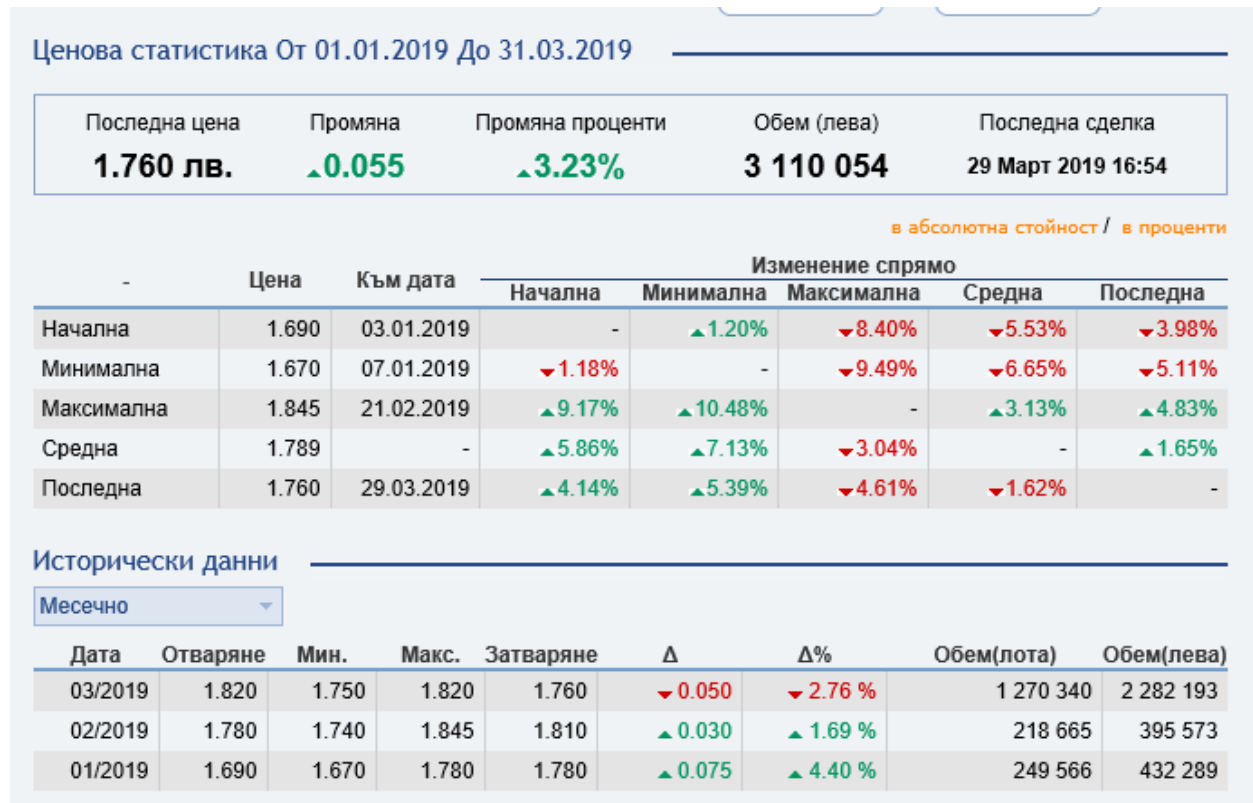 Ценова статистика От 01.01.2019 До 31.03.2019
Последна цена Промяна Промяна проценти Обем (лева) Последна сделка
1.760 лв. ▲0.055 ▲3.23% 3 110 054 29 Март 2019 16:54
в абсолютна стойност / в проценти
- Цена Към дата Изменение спрямо
Начална Минимална Максимална Средна Последна
Начална 1.690 03.01.2019 - ▲1.20% ▼8.40% ▼5.53% ▼3.98%
Минимална 1.670 07.01.2019 ▼1.18% - ▼9.49% ▼6.65% ▼5.11%
Максимална 1.845 21.02.2019 ▲9.17% ▲10.48% - ▲3.13% ▲4.83%
Средна 1.789 - ▲5.86% ▲7.13% ▼3.04% - ▲1.65%
Последна 1.760 29.03.2019 ▲4.14% ▲5.39% ▼4.61% ▼1.62% -
Исторически данни
Месечно
Дата Отваряне Мин. Макс. Затваряне Δ Δ% Обем(лота) Обем(лева)
03/2019 1.820 1.750 1.820 1.760 ▼0.050 ▼2.76 % 1 270 340 2 282 193
02/2019 1.780 1.740 1.845 1.810 ▲0.030 ▲1.69 % 218 665 395 573
01/2019 1.690 1.670 1.780 1.780 ▲0.075 ▲4.40 % 249 566 432 289